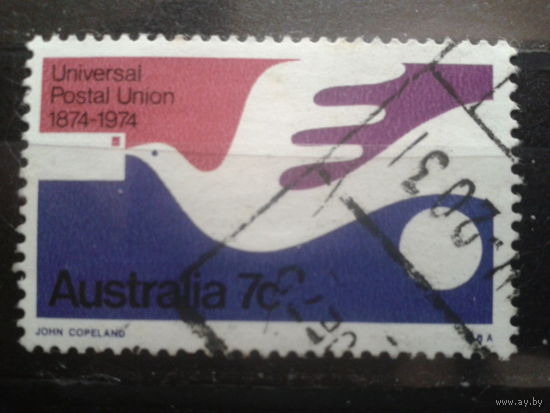 Universal
Postal Union
1874-1974
Australia 7c
JOHN COPELAND
www.ay.by